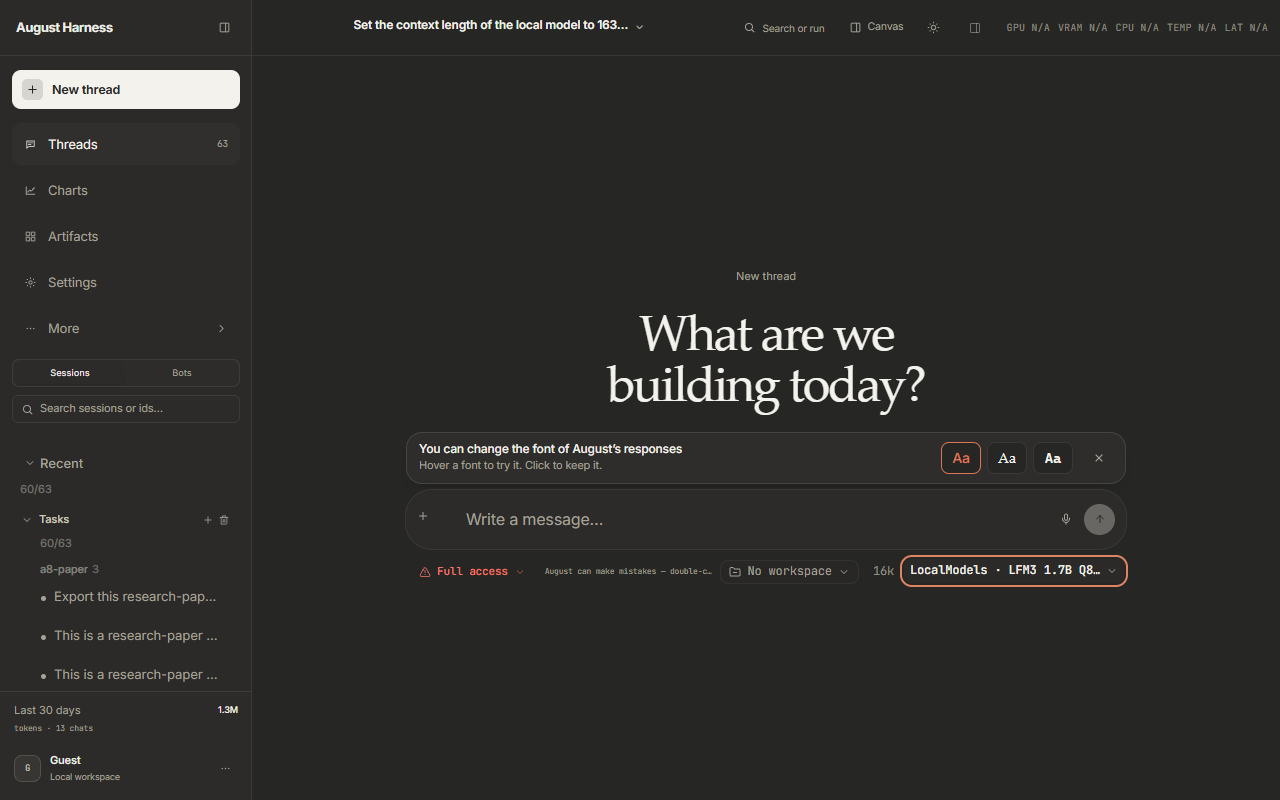 August Harness
Set the context length of the local model to 163...
Search or run
Canvas
GPU N/A VRAM N/A CPU N/A TEMP N/A LAT N/A
New thread
Threads 63
Charts
Artifacts
Settings
More
Sessions Bots
Search sessions or ids...
Recent
60/63
Tasks
60/63
a8-paper 3
Export this research-pap...
This is a research-paper ...
This is a research-paper ...
Last 30 days 1.3M
tokens · 13 chats
G
Guest
Local workspace
New thread
What are we
building today?
You can change the font of August’s responses
Hover a font to try it. Click to keep it.
Aa Aa Aa
Write a message...
Full access
August can make mistakes — double-c…
No workspace
16k
LocalModels · LFM3 1.7B Q8…